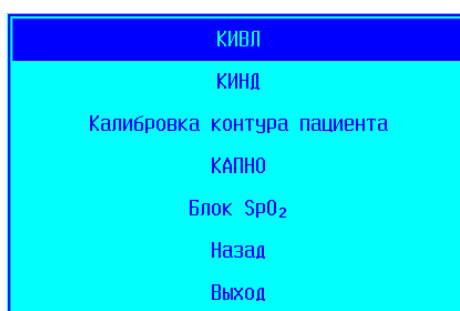 КИВЛ
КИНД
Калибровка контура пациента
КАПНО
Блок SpO₂
Назад
Выход